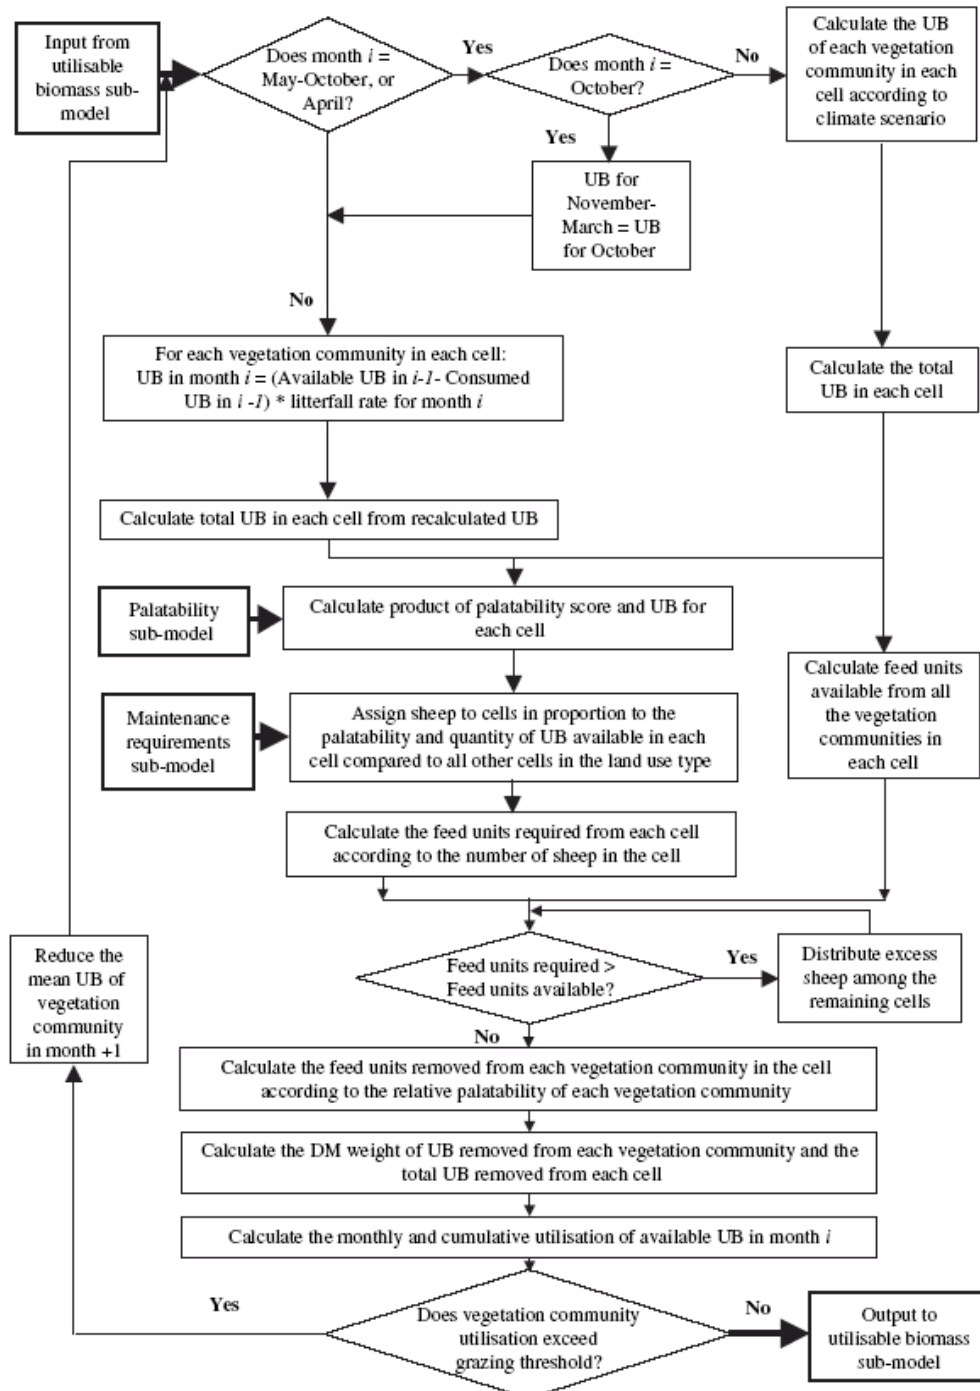 Input from
utilisable
biomass sub-
model
Does month i =
May-October, or
April?
Yes
Does month i =
October?
No
Calculate the UB
of each vegetation
community in each
cell according to
climate scenario
Yes
UB for
November-
March = UB
for October
No
For each vegetation community in each cell:
UB in month i = (Available UB in i-1- Consumed
UB in i -1) * litterfall rate for month i
Calculate the total
UB in each cell
Calculate total UB in each cell from recalculated UB
Palatability
sub-model
Calculate product of palatability score and UB for
each cell
Maintenance
requirements
sub-model
Assign sheep to cells in proportion to the
palatability and quantity of UB available in each
cell compared to all other cells in the land use type
Calculate feed units
available from all
the vegetation
communities in
each cell
Calculate the feed units required from each cell
according to the number of sheep in the cell
Reduce the
mean UB of
vegetation
community
in month +1
Feed units required >
Feed units available?
Yes
Distribute excess
sheep among the
remaining cells
No
Calculate the feed units removed from each vegetation community in the cell
according to the relative palatability of each vegetation community
Calculate the DM weight of UB removed from each vegetation community and the
total UB removed from each cell
Calculate the monthly and cumulative utilisation of available UB in month i
Yes
Does vegetation community
utilisation exceed
grazing threshold?
No
Output to
utilisable biomass
sub-model